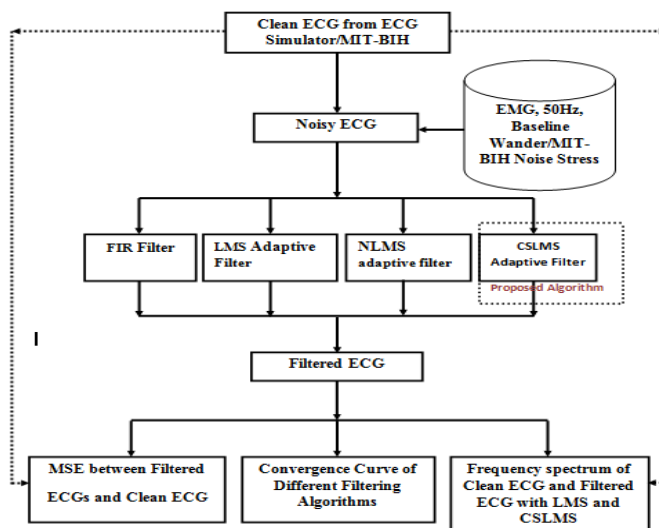 Clean ECG from ECG
Simulator/MIT-BIH
Noisy ECG
EMG, 50Hz,
Baseline
Wander/MIT-
BIH Noise Stress
FIR Filter
LMS Adaptive
Filter
NLMS
adaptive filter
CSLMS
Adaptive Filter
Proposed Algorithm
I
Filtered ECG
MSE between Filtered
ECGs and Clean ECG
Convergence Curve of
Different Filtering
Algorithms
Frequency spectrum of
Clean ECG and Filtered
ECG with LMS and
CSLMS